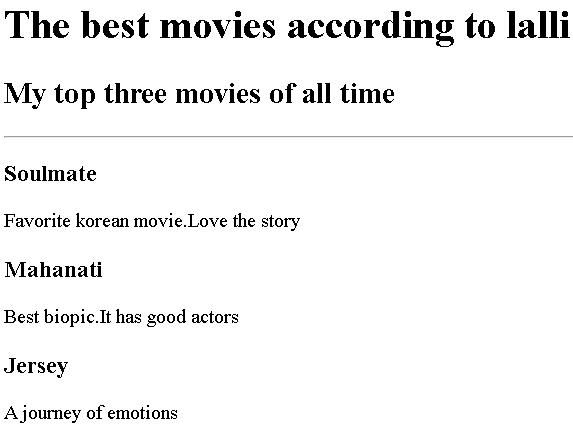 The best movies according to lalli
My top three movies of all time
Soulmate
Favorite korean movie.Love the story
Mahanati
Best biopic.It has good actors
Jersey
A journey of emotions